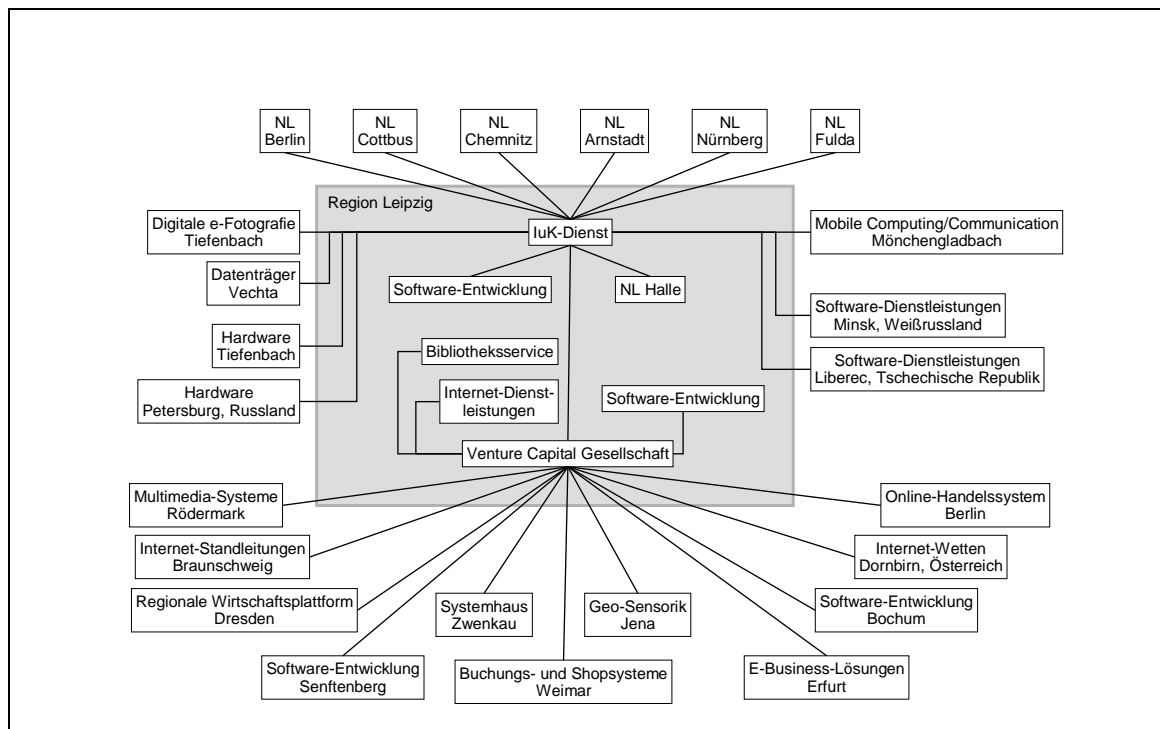 NL
Berlin
NL
Cottbus
NL
Chemnitz
NL
Arnstadt
NL
Nürnberg
NL
Fulda
Region Leipzig
Digitale e-Fotografie
Tiefenbach
IuK-Dienst
Mobile Computing/Communication
Mönchengladbach
Datenträger
Vechta
Software-Entwicklung
NL Halle
Software-Dienstleistungen
Minsk, Weißrussland
Hardware
Tiefenbach
Bibliotheksservice
Software-Dienstleistungen
Liberec, Tschechische Republik
Hardware
Petersburg, Russland
Internet-Dienst-
leistungen
Software-Entwicklung
Venture Capital Gesellschaft
Multimedia-Systeme
Rödermark
Online-Handelssystem
Berlin
Internet-Standleitungen
Braunschweig
Internet-Wetten
Dornbirn, Österreich
Regionale Wirtschaftsplattform
Dresden
Systemhaus
Zwenkau
Geo-Sensorik
Jena
Software-Entwicklung
Bochum
Software-Entwicklung
Senftenberg
Buchungs- und Shopsysteme
Weimar
E-Business-Lösungen
Erfurt